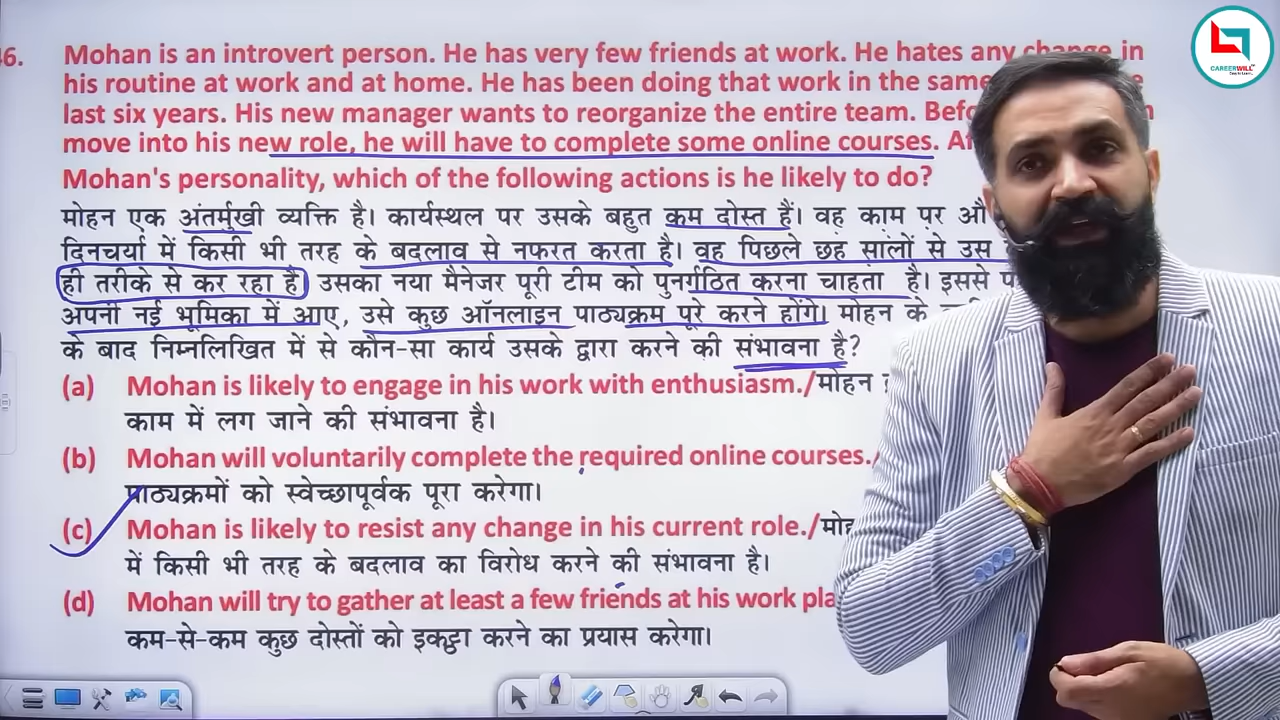 6. Mohan is an introvert person. He has very few friends at work. He hates any change in
his routine at work and at home. He has been doing that work in the same
last six years. His new manager wants to reorganize the entire team.
move into his new role, he will have to complete some online courses.
Mohan's personality, which of the following actions is he likely to do?
मोहन एक अंतर्मुखी व्यक्ति है। कार्यस्थल पर उसके बहुत कम दोस्त हैं। वह काम पर
दिनचर्या में किसी भी तरह के बदलाव से नफरत करता है। वह पिछले छह सालों से उस
ही तरीके से कर रहा है। उसका नया मैनेजर पूरी टीम को पुनर्गठित करना चाहता है। इससे
अपनी नई भूमिका में आए, उसे कुछ ऑनलाइन पाठ्यक्रम पूरे करने होंगे। मोहन के
के बाद निम्नलिखित में से कौन-सा कार्य उसके द्वारा करने की संभावना है?
(a) Mohan is likely to engage in his work with enthusiasm./मोहन
काम में लग जाने की संभावना है।
(b) Mohan will voluntarily complete the required online courses./
पाठ्यक्रमों को स्वेच्छापूर्वक पूरा करेगा।
(c) Mohan is likely to resist any change in his current role./
में किसी भी तरह के बदलाव का विरोध करने की संभावना है।
(d) Mohan will try to gather at least a few friends at his work
कम-से-कम कुछ दोस्तों को इकट्ठा करने का प्रयास करेगा।
CAREERWILL